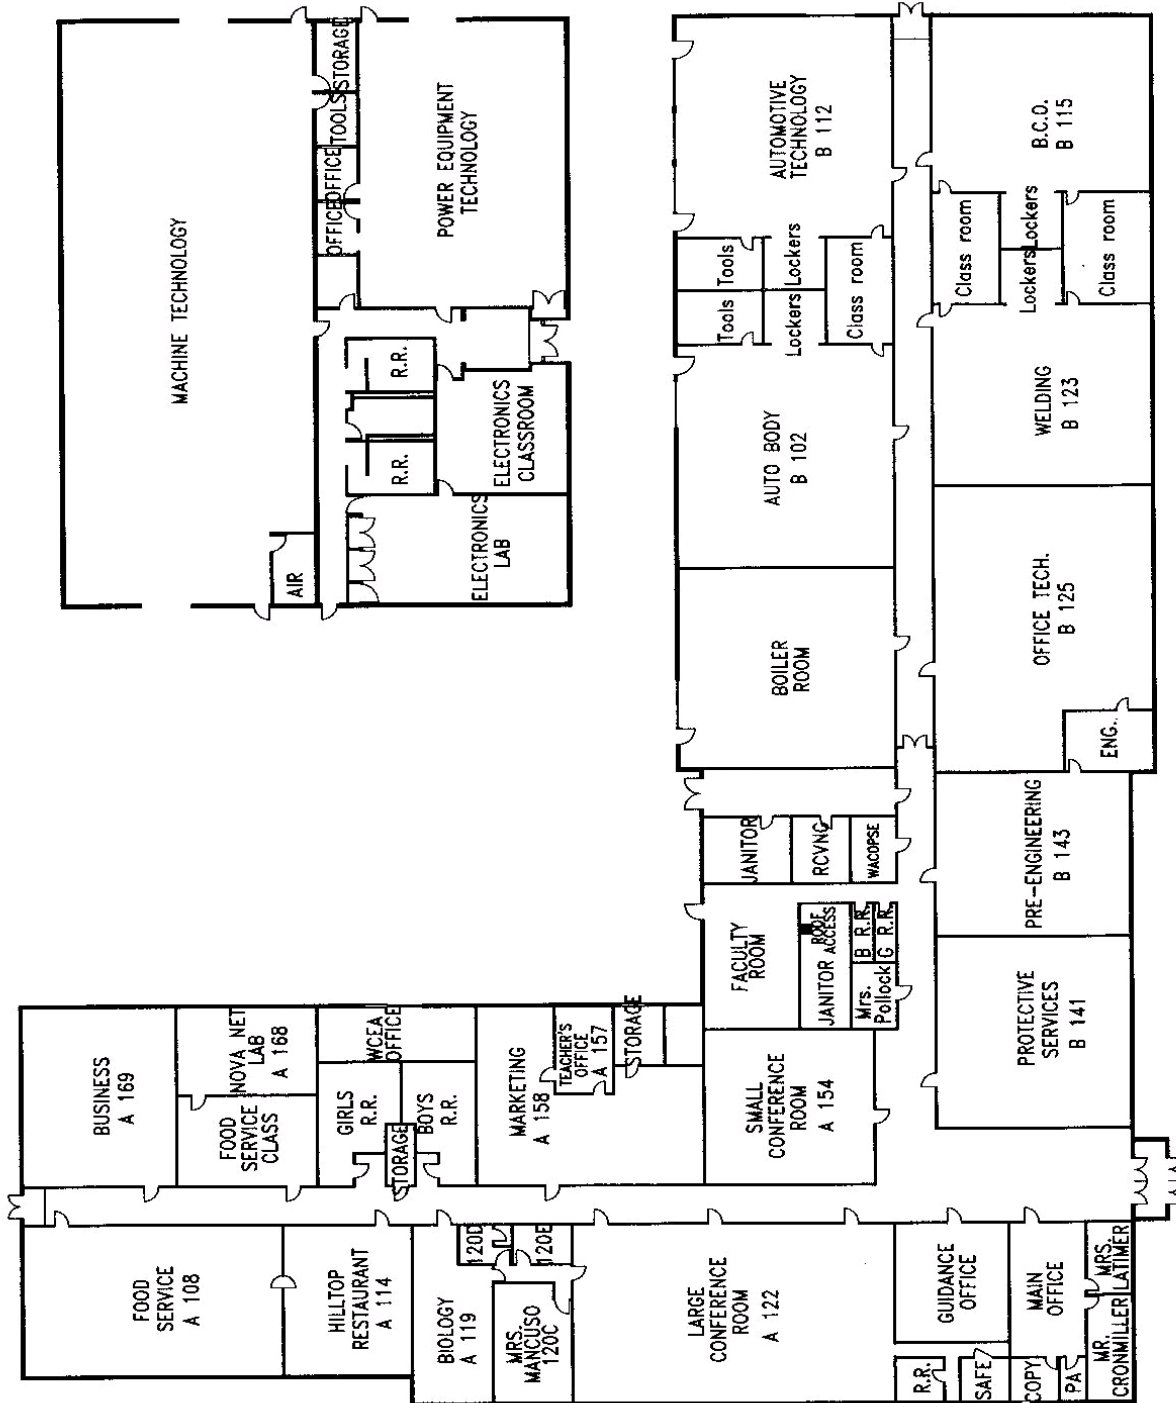 MACHINE TECHNOLOGY
STORAGE
TOOLS
OFFICE
OFFICE
POWER EQUIPMENT
TECHNOLOGY
R.R.
R.R.
ELECTRONICS
CLASSROOM
ELECTRONICS
LAB
AIR
AUTOMOTIVE
TECHNOLOGY
B 112
Tools
Lockers
Class room
Tools
Lockers
AUTO BODY
B 102
BOILER
ROOM
B.C.O.
B 115
Class room
Lockers
Lockers
Class room
WELDING
B 123
OFFICE TECH.
B 125
ENG.
PRE-ENGINEERING
B 143
PROTECTIVE
SERVICES
B 141
JANITOR
RCVNG
WACOPSE
FACULTY
ROOM
JANITOR
ROOF
ACCESS
B R.R.
G R.R.
Mrs.
Pollock
SMALL
CONFERENCE
ROOM
A 154
BUSINESS
A 169
NOVA NET
LAB
A 168
FOOD
SERVICE
CLASS
WCEA
OFFICE
GIRLS
R.R.
STORAGE
BOYS
R.R.
MARKETING
A 158
TEACHER'S
OFFICE
A 157
STORAGE
FOOD
SERVICE
A 108
HILLTOP
RESTAURANT
A 114
BIOLOGY
A 119
120D
120E
MRS.
MANCUSO
120C
LARGE
CONFERENCE
ROOM
A 122
GUIDANCE
OFFICE
R.R.
SAFE
MAIN
OFFICE
COPY
PA
MRS.
LATIMER
MR.
CRONMILLER